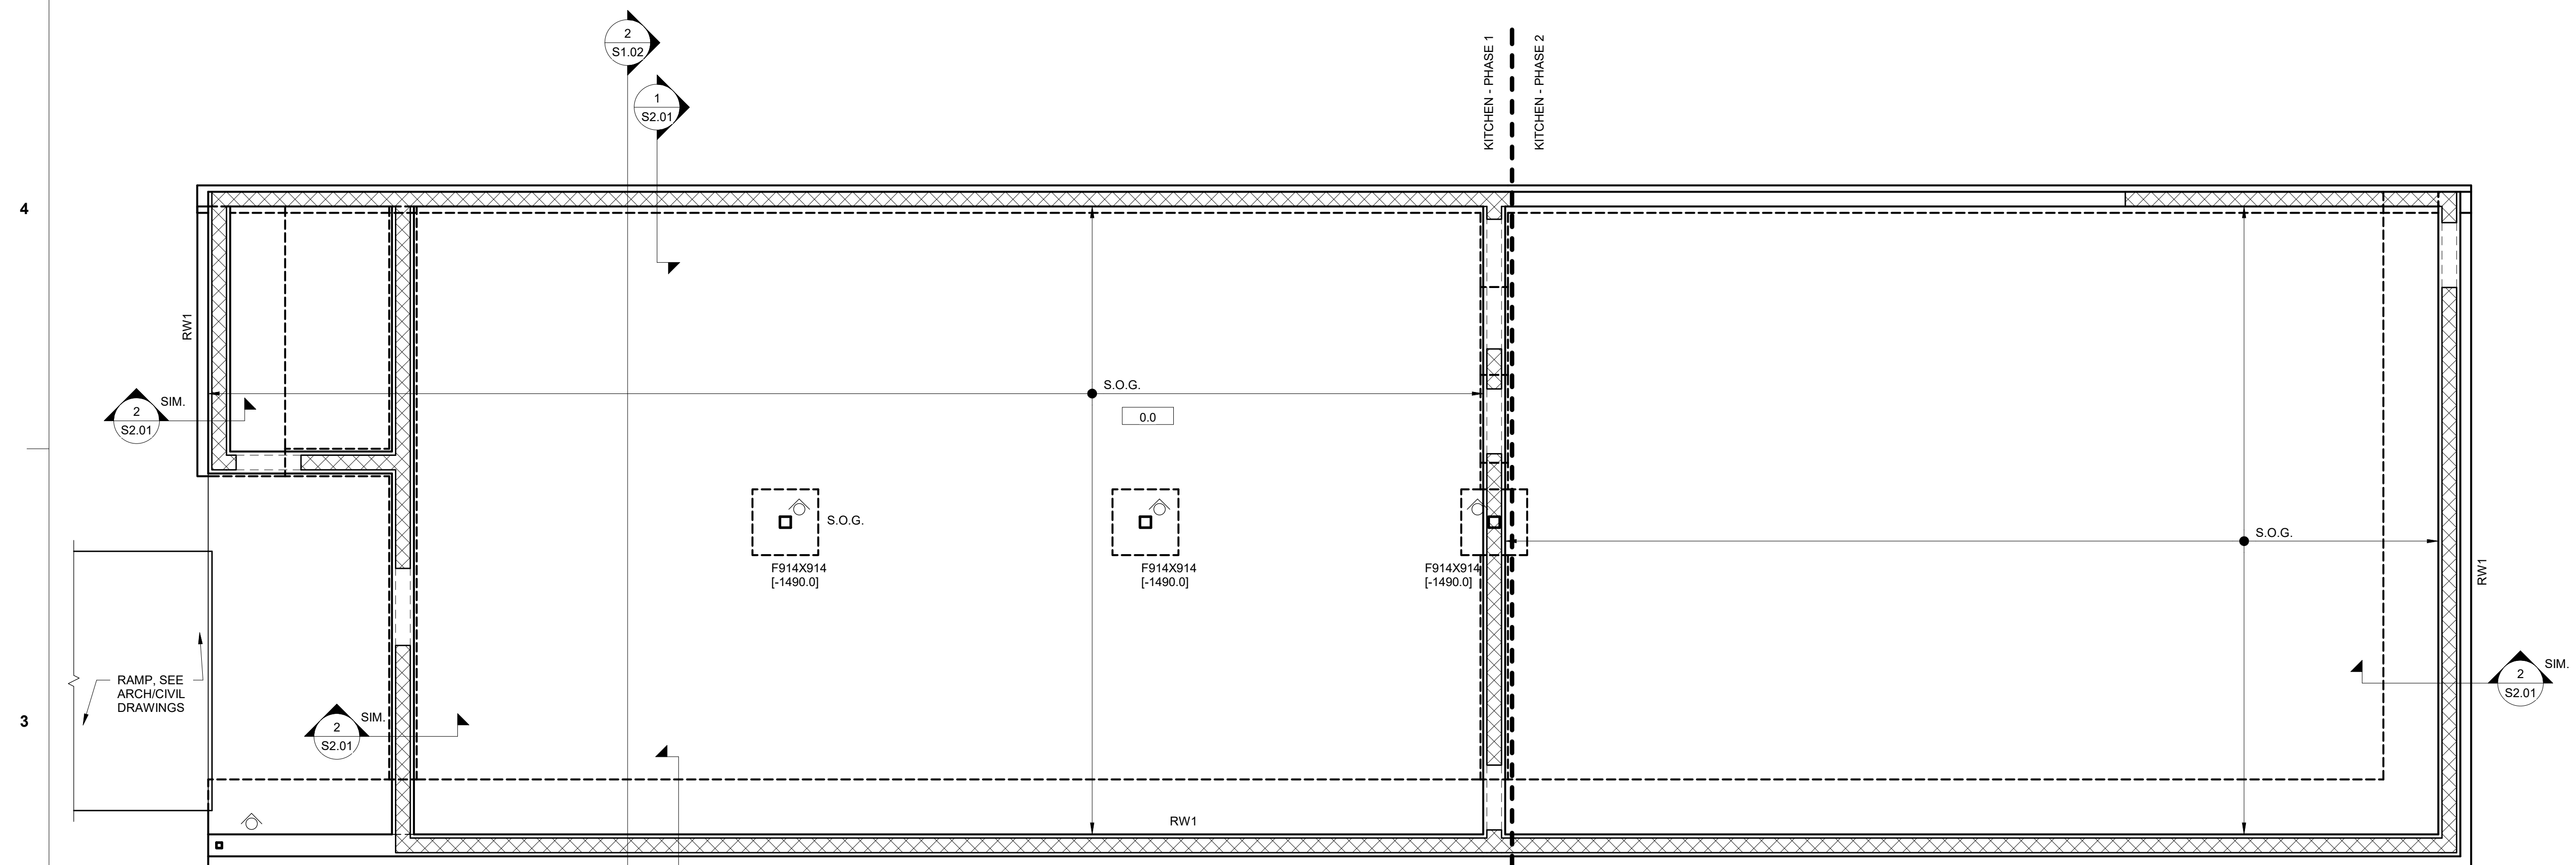 2
S1.02
1
S2.01
KITCHEN - PHASE 1
KITCHEN - PHASE 2
4
RW1
S.O.G.
0.0
2
S2.01
SIM.
S.O.G.
F914X914
[-1490.0]
F914X914
[-1490.0]
F914X914
[-1490.0]
S.O.G.
RW1
RAMP, SEE
ARCH/CIVIL
DRAWINGS
3
2
S2.01
SIM.
2
S2.01
SIM.
RW1